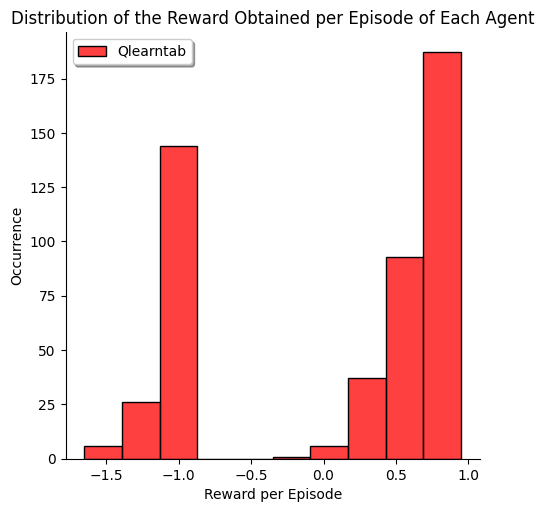 Distribution of the Reward Obtained per Episode of Each Agent
Qlearntab
175
150
125
100
75
50
25
0
Occurrence
−1.5 −1.0 −0.5 0.0 0.5 1.0
Reward per Episode